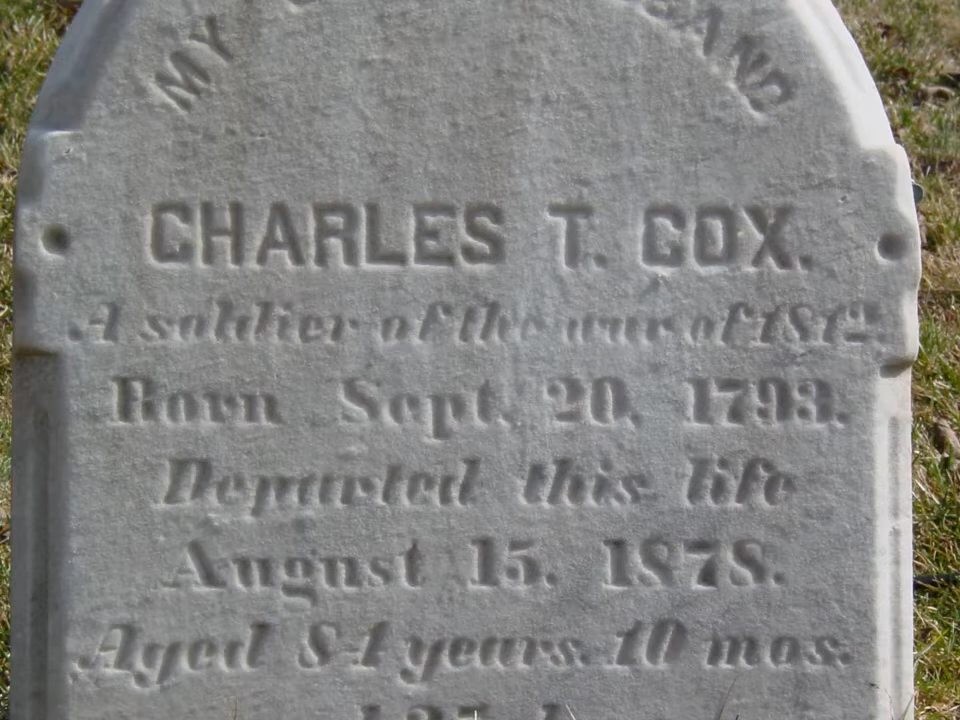 MY
CHARLES T. COX.
A soldier of the war of 1812.
Born Sept. 20. 1793.
Departed this life
August 15. 1878.
Aged 84 years. 10 mos.